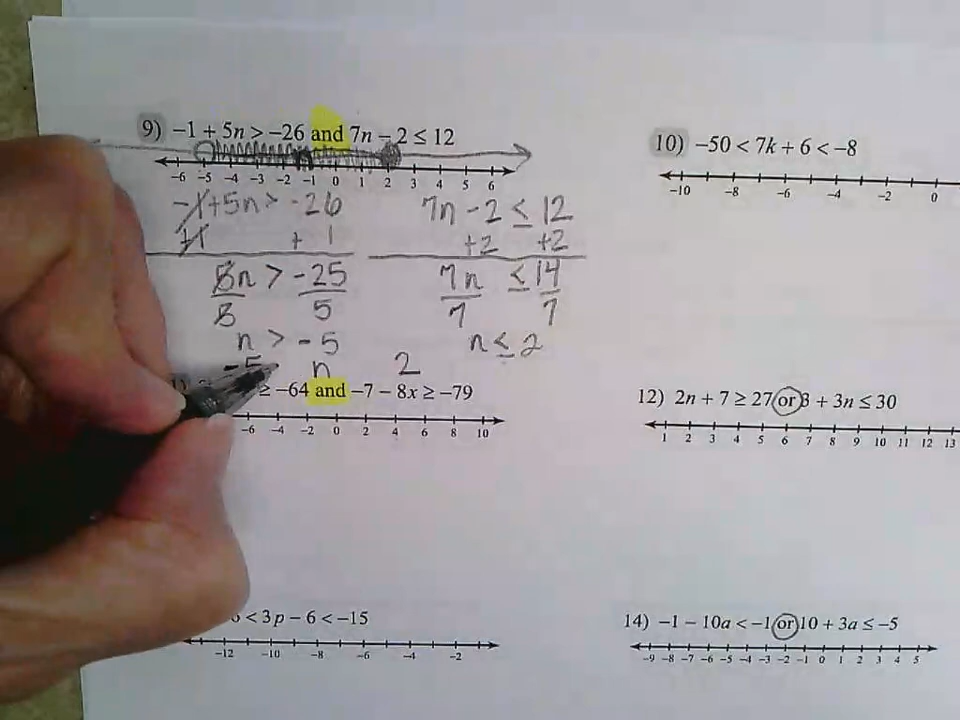 9) −1 + 5n > −26 and 7n − 2 ≤ 12
−6 −5 −4 −3 −2 −1 0 1 2 3 4 5 6
-1+5n > -26
+1 + 1
5n > -25
5 5
n > -5
-5 n 2
7n - 2 ≤ 12
+2 +2
7n ≤ 14
7 7
n ≤ 2
10) −50 < 7k + 6 < −8
−10 −8 −6 −4 −2 0
≥ −64 and −7 − 8x ≥ −79
−6 −4 −2 0 2 4 6 8 10
12) 2n + 7 ≥ 27 or 3 + 3n ≤ 30
1 2 3 4 5 6 7 8 9 10 11 12 13
< 3p − 6 < −15
−12 −10 −8 −6 −4 −2
14) −1 − 10a < −1 or 10 + 3a ≤ −5
−9 −8 −7 −6 −5 −4 −3 −2 −1 0 1 2 3 4 5